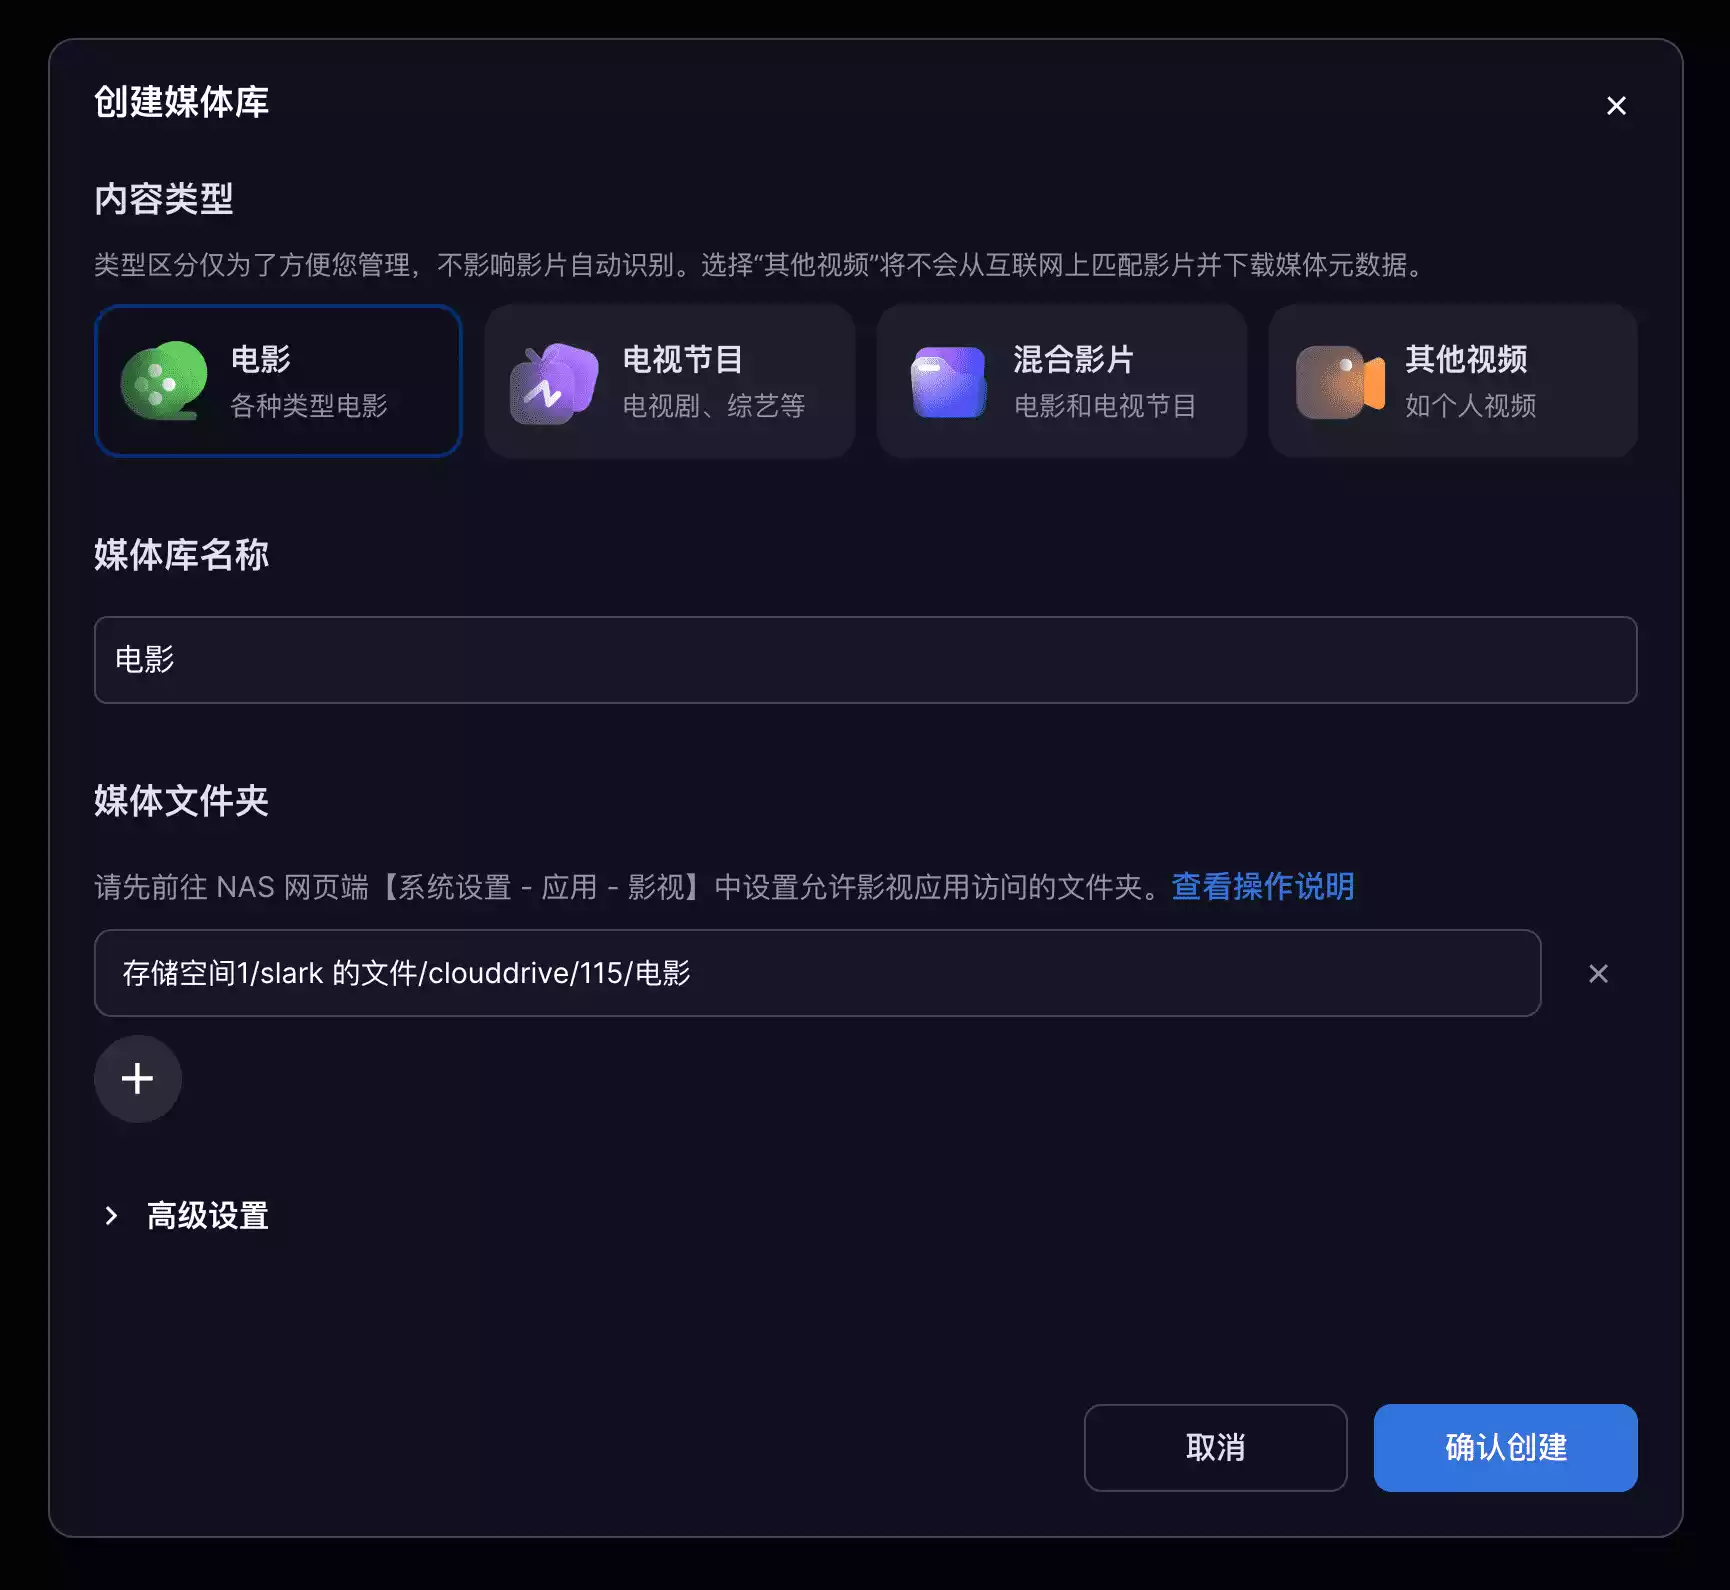 创建媒体库
内容类型
类型区分仅为了方便您管理，不影响影片自动识别。选择“其他视频”将不会从互联网上匹配影片并下载媒体元数据。
电影
各种类型电影
电视节目
电视剧、综艺等
混合影片
电影和电视节目
其他视频
如个人视频
媒体库名称
电影
媒体文件夹
请先前往 NAS 网页端【系统设置 - 应用 - 影视】中设置允许影视应用访问的文件夹。查看操作说明
存储空间1/slark 的文件/clouddrive/115/电影
高级设置
取消
确认创建